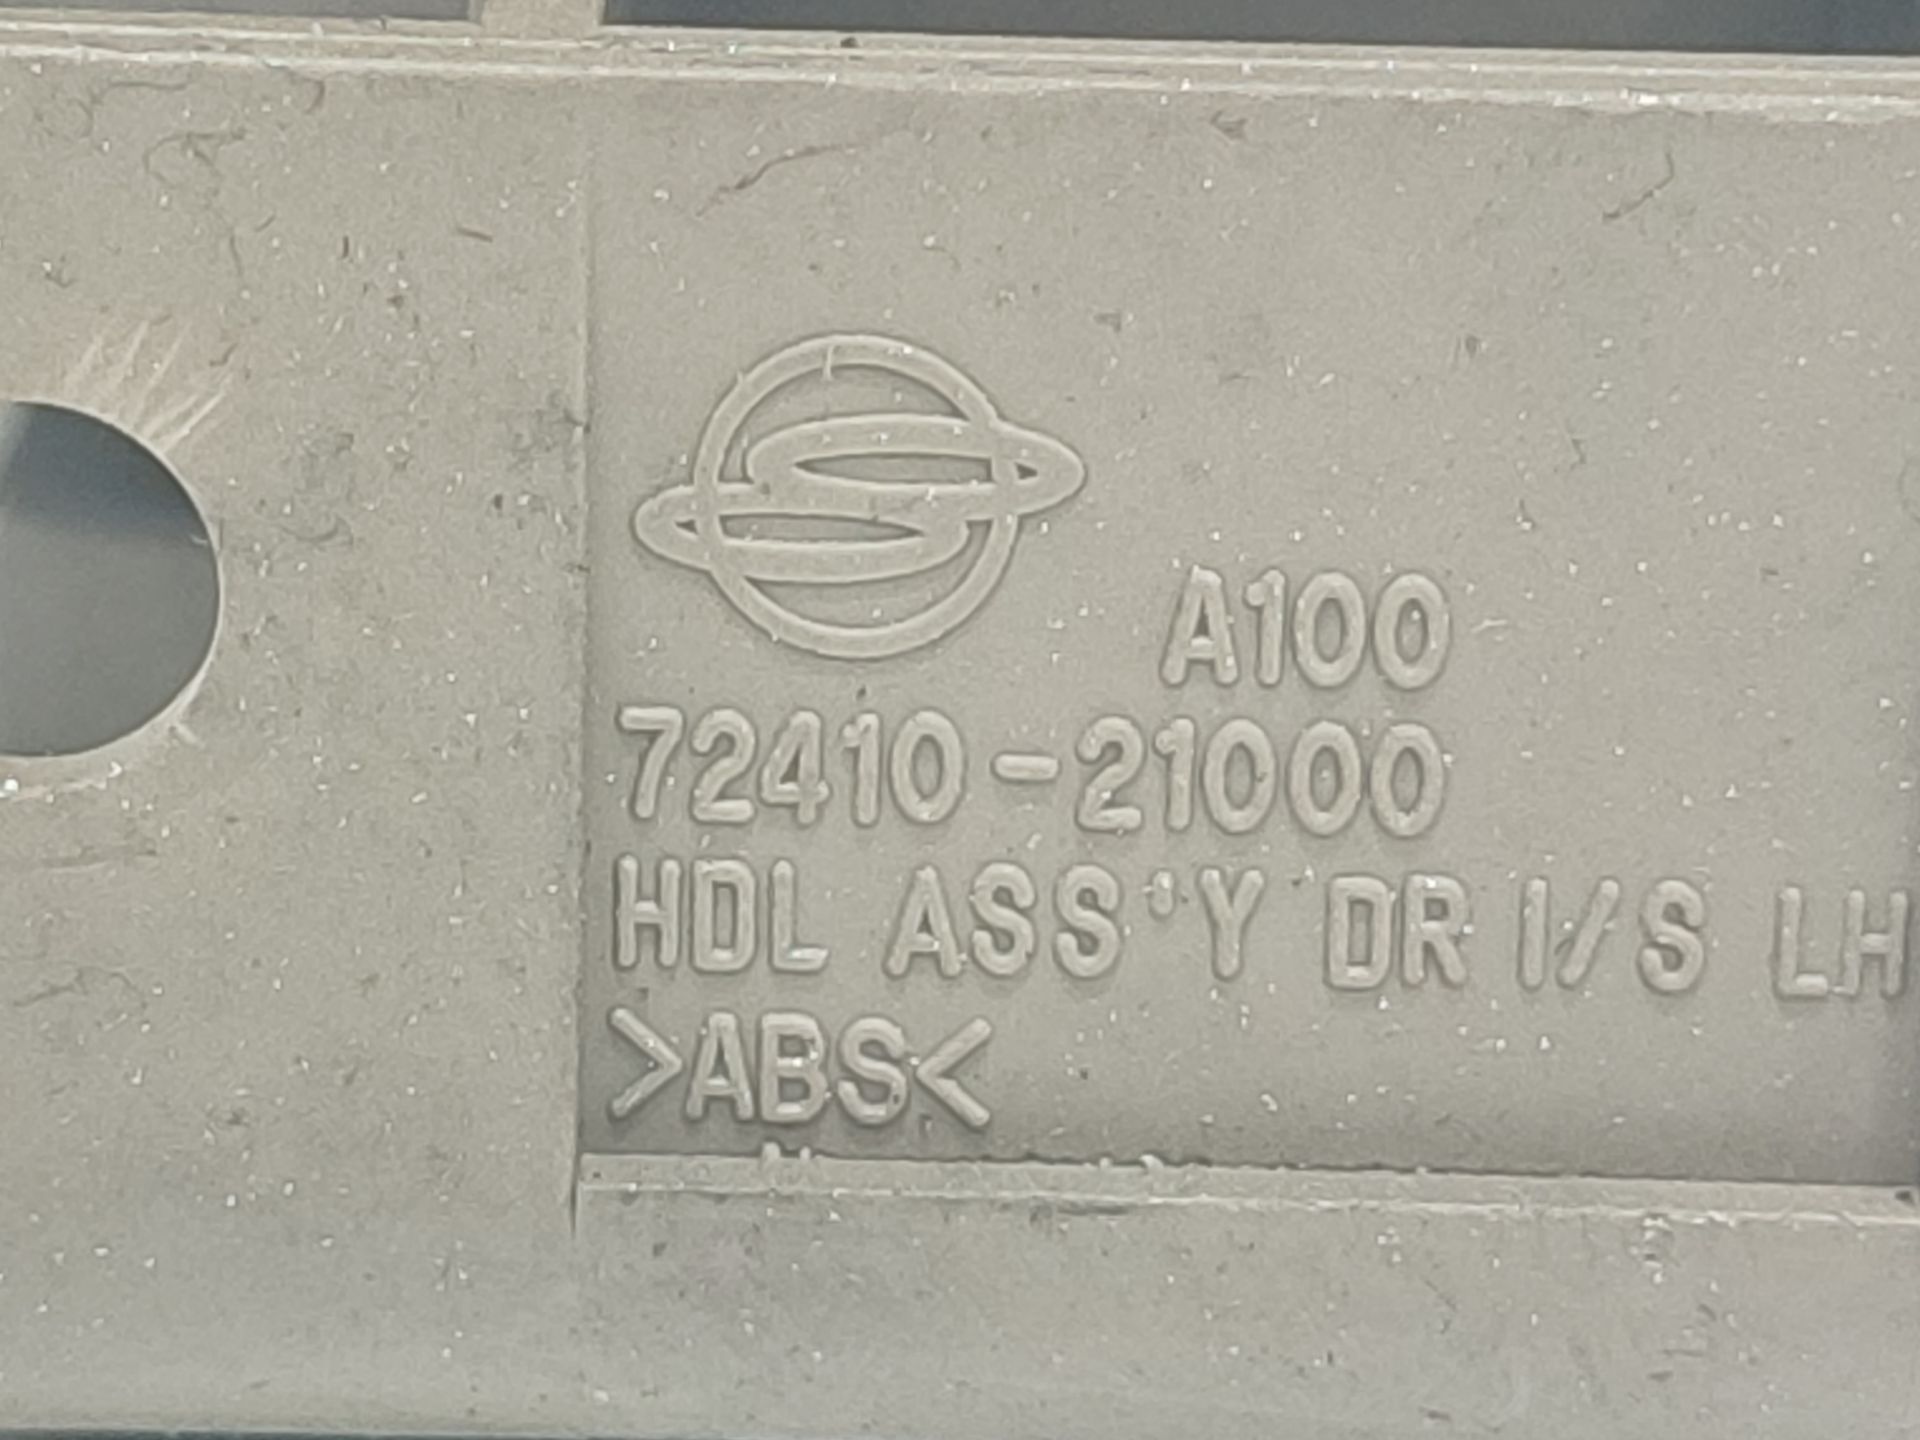 A100
72410-21000
HDL ASS'Y DR I/S LH
>ABS<